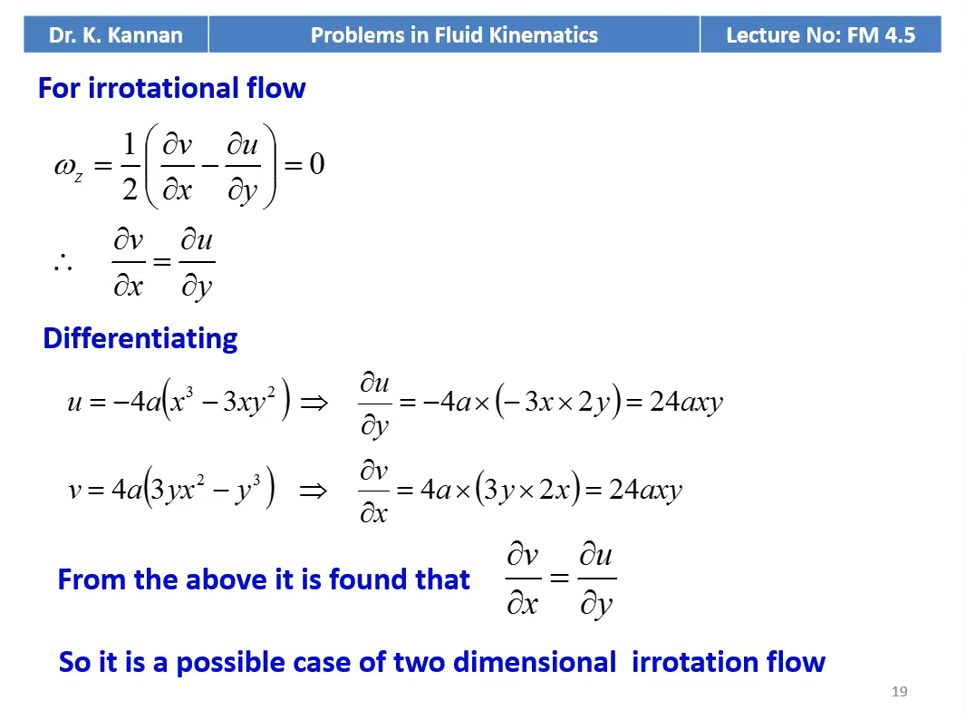 Dr. K. Kannan Problems in Fluid Kinematics Lecture No: FM 4.5
For irrotational flow
ω_z = 1/2 (∂v/∂x − ∂u/∂y) = 0
∴ ∂v/∂x = ∂u/∂y
Differentiating
u = −4a(x³ − 3xy²) ⇒ ∂u/∂y = −4a × (−3x × 2y) = 24axy
v = 4a(3yx² − y³) ⇒ ∂v/∂x = 4a × (3y × 2x) = 24axy
From the above it is found that ∂v/∂x = ∂u/∂y
So it is a possible case of two dimensional irrotation flow
19